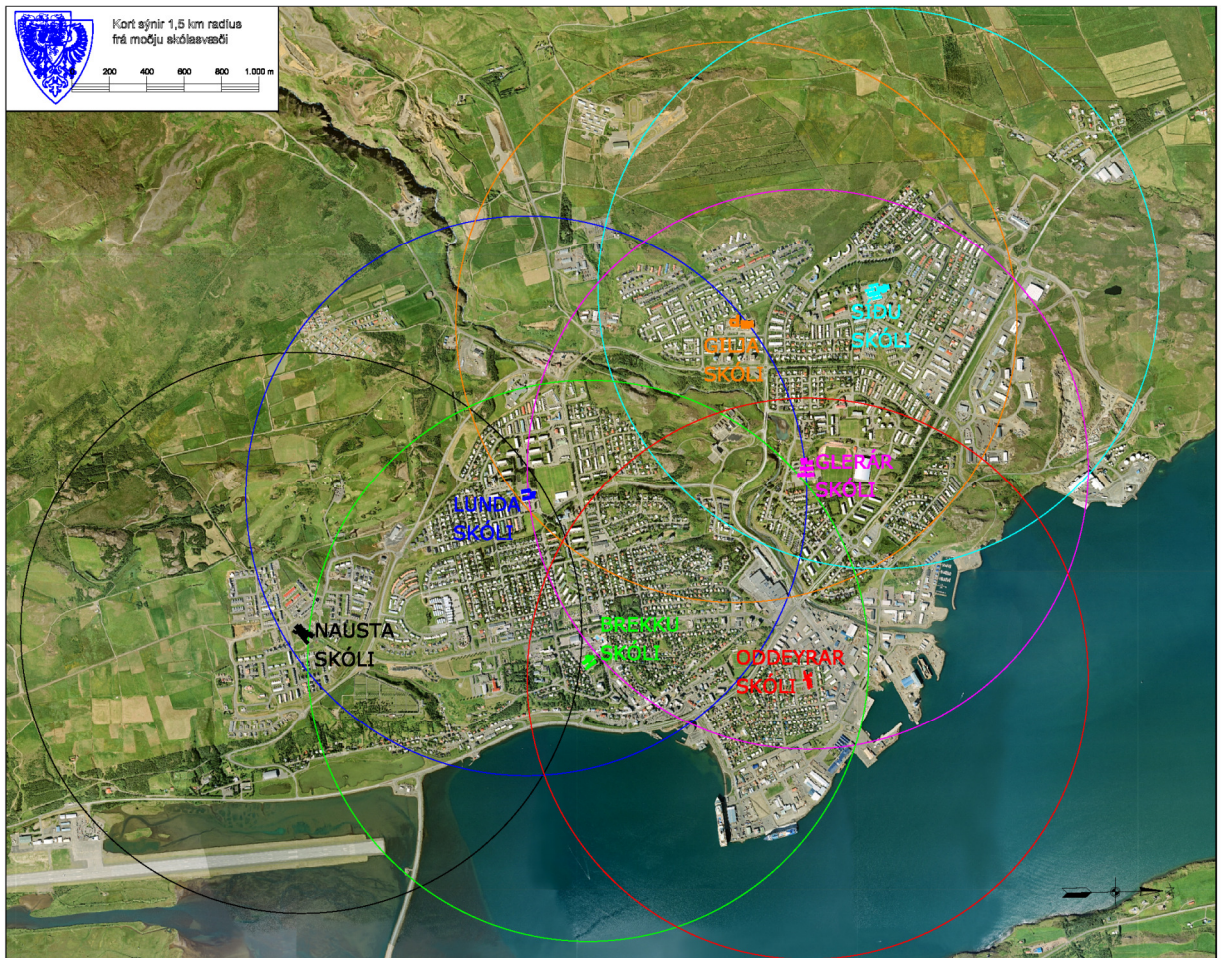 Kort sýnir 1,5 km radíus
frá moðju skólasvæði
200 400 600 800 1.000 m
SÍÐU
SKÓLI
GILJA
SKÓLI
GLERÁR
SKÓLI
LUNDA
SKÓLI
NAUSTA
SKÓLI
BREKKU
SKÓLI
ODDEYRAR
SKÓLI